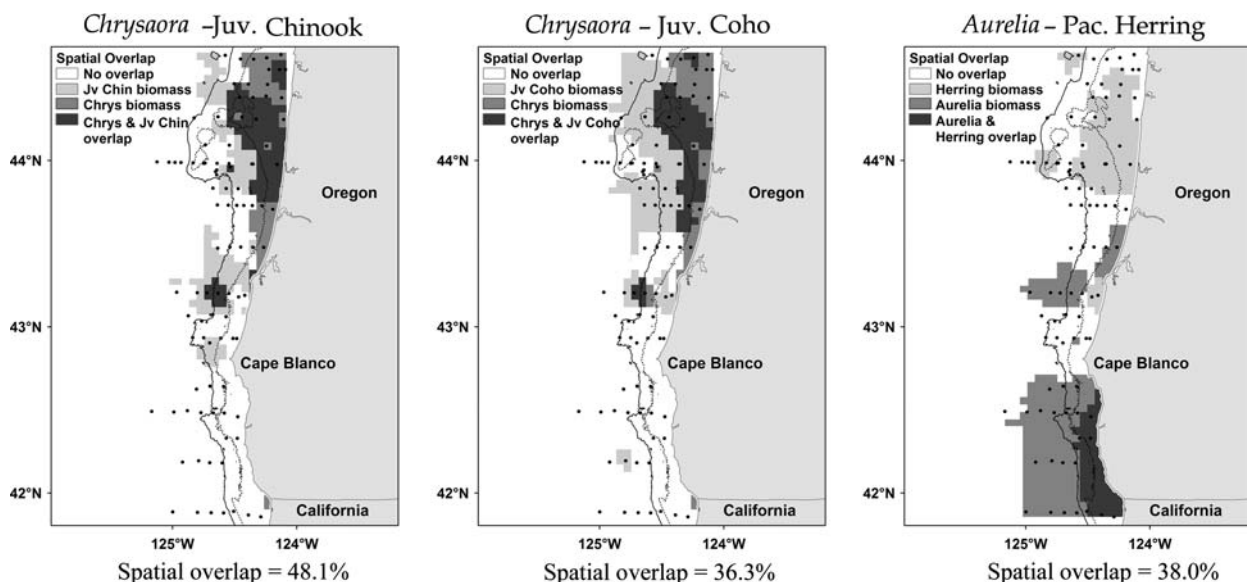 Chrysaora –Juv. Chinook
Spatial Overlap
No overlap
Jv Chin biomass
Chrys biomass
Chrys & Jv Chin
overlap
44°N
43°N
42°N
Oregon
Cape Blanco
California
125°W
124°W
Spatial overlap = 48.1%
Chrysaora – Juv. Coho
Spatial Overlap
No overlap
Jv Coho biomass
Chrys biomass
Chrys & Jv Coho
overlap
44°N
43°N
42°N
Oregon
Cape Blanco
California
125°W
124°W
Spatial overlap = 36.3%
Aurelia – Pac. Herring
Spatial Overlap
No overlap
Herring biomass
Aurelia biomass
Aurelia &
Herring overlap
44°N
43°N
42°N
Oregon
Cape Blanco
California
125°W
124°W
Spatial overlap = 38.0%